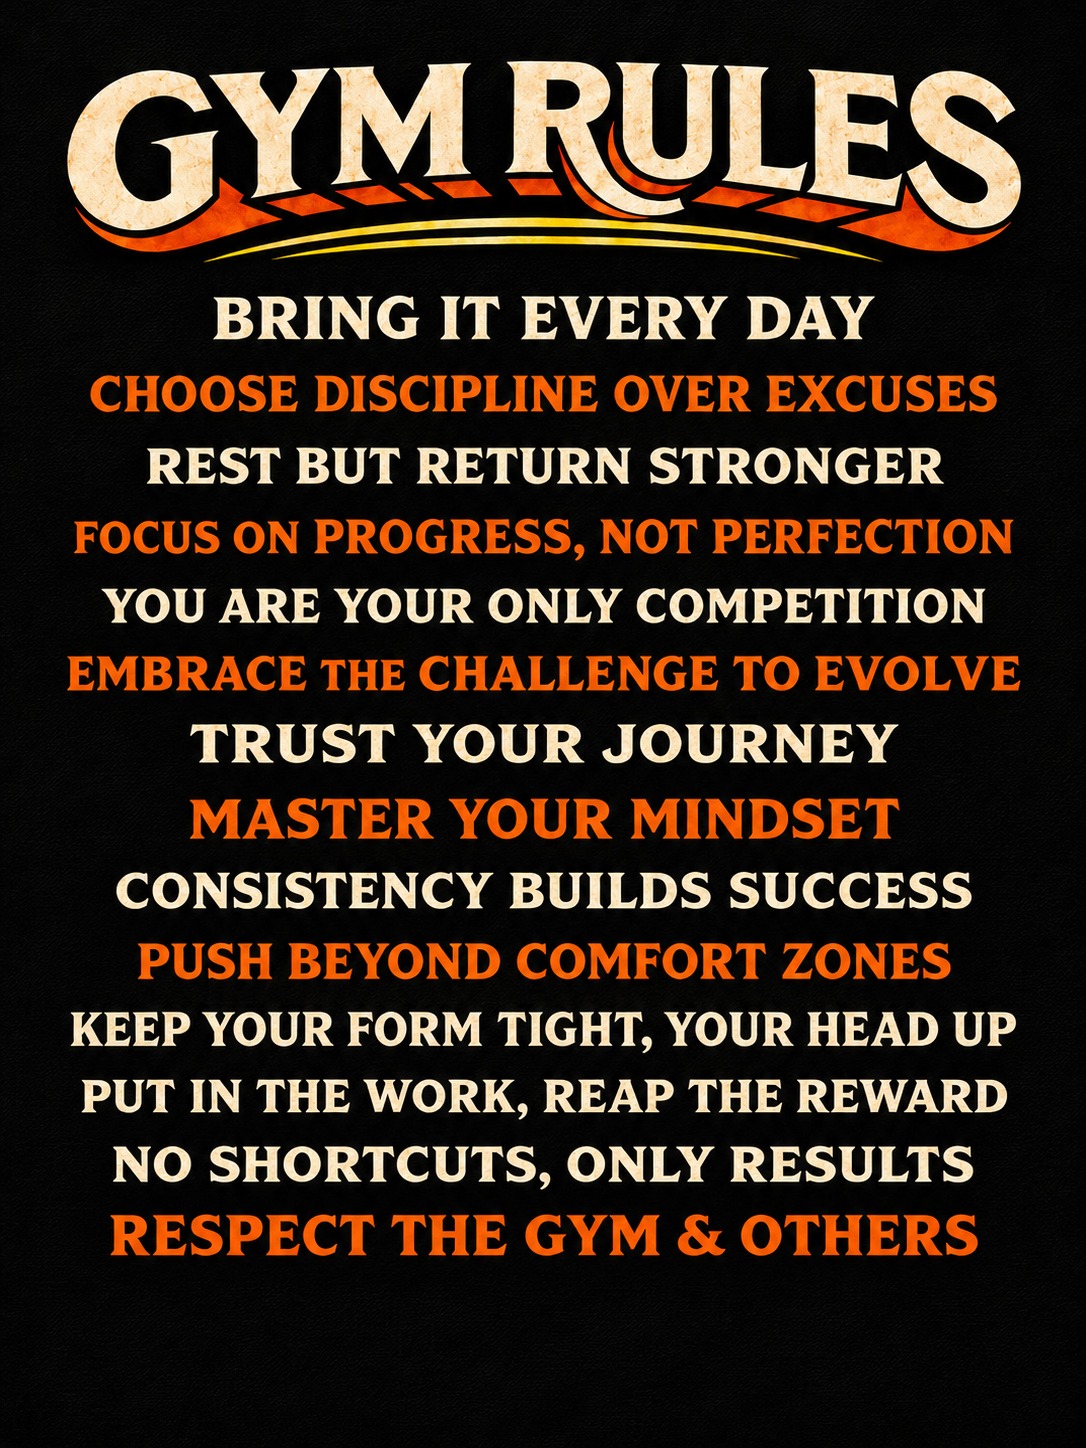 GYM RULES
BRING IT EVERY DAY
CHOOSE DISCIPLINE OVER EXCUSES
REST BUT RETURN STRONGER
FOCUS ON PROGRESS, NOT PERFECTION
YOU ARE YOUR ONLY COMPETITION
EMBRACE THE CHALLENGE TO EVOLVE
TRUST YOUR JOURNEY
MASTER YOUR MINDSET
CONSISTENCY BUILDS SUCCESS
PUSH BEYOND COMFORT ZONES
KEEP YOUR FORM TIGHT, YOUR HEAD UP
PUT IN THE WORK, REAP THE REWARD
NO SHORTCUTS, ONLY RESULTS
RESPECT THE GYM & OTHERS